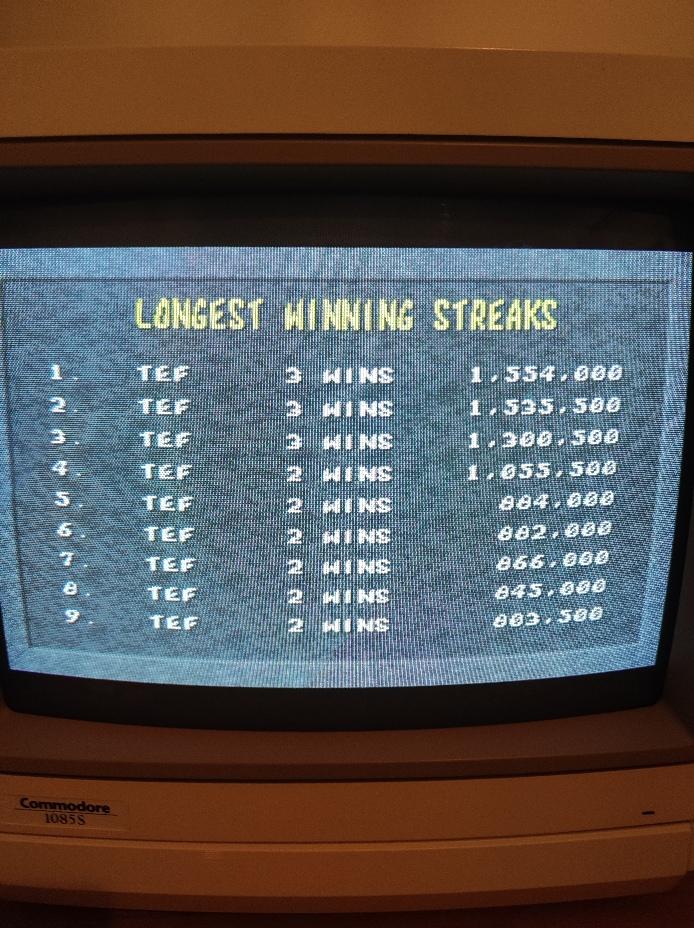 LONGEST WINNING STREAKS
1. TEF 3 WINS 1,554,000
2. TEF 3 WINS 1,535,500
3. TEF 3 WINS 1,300,500
4. TEF 2 WINS 1,055,500
5. TEF 2 WINS 884,000
6. TEF 2 WINS 882,000
7. TEF 2 WINS 866,000
8. TEF 2 WINS 845,000
9. TEF 2 WINS 803,500
Commodore
1085S